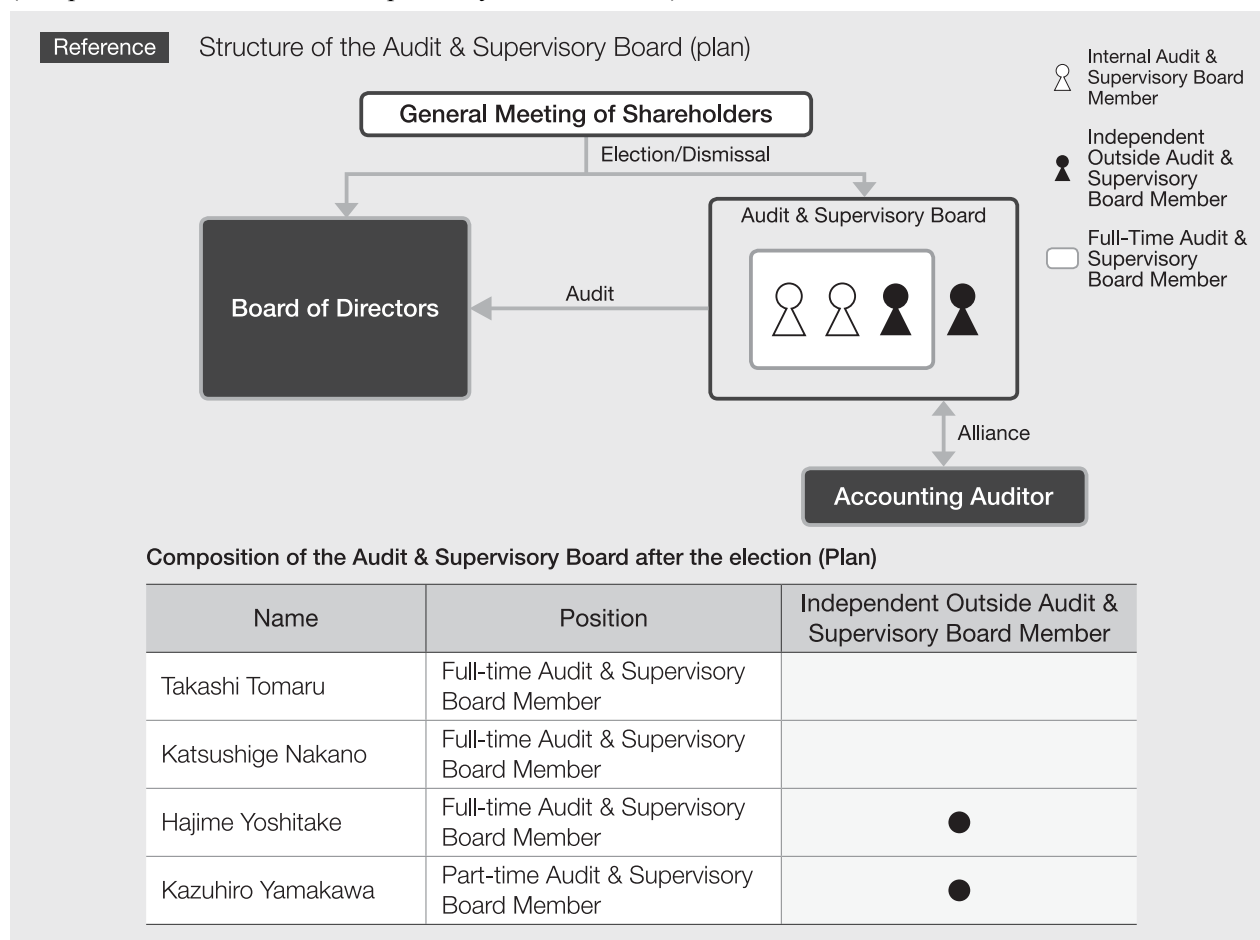 Reference Structure of the Audit & Supervisory Board (plan)
Internal Audit &
Supervisory Board
Member
Independent
Outside Audit &
Supervisory
Board Member
Full-Time Audit &
Supervisory
Board Member
General Meeting of Shareholders
Election/Dismissal
Board of Directors
Audit
Audit & Supervisory Board
Alliance
Accounting Auditor
Composition of the Audit & Supervisory Board after the election (Plan)
Name Position Independent Outside Audit &
Supervisory Board Member
Takashi Tomaru Full-time Audit & Supervisory
Board Member
Katsushige Nakano Full-time Audit & Supervisory
Board Member
Hajime Yoshitake Full-time Audit & Supervisory
Board Member ●
Kazuhiro Yamakawa Part-time Audit & Supervisory
Board Member ●